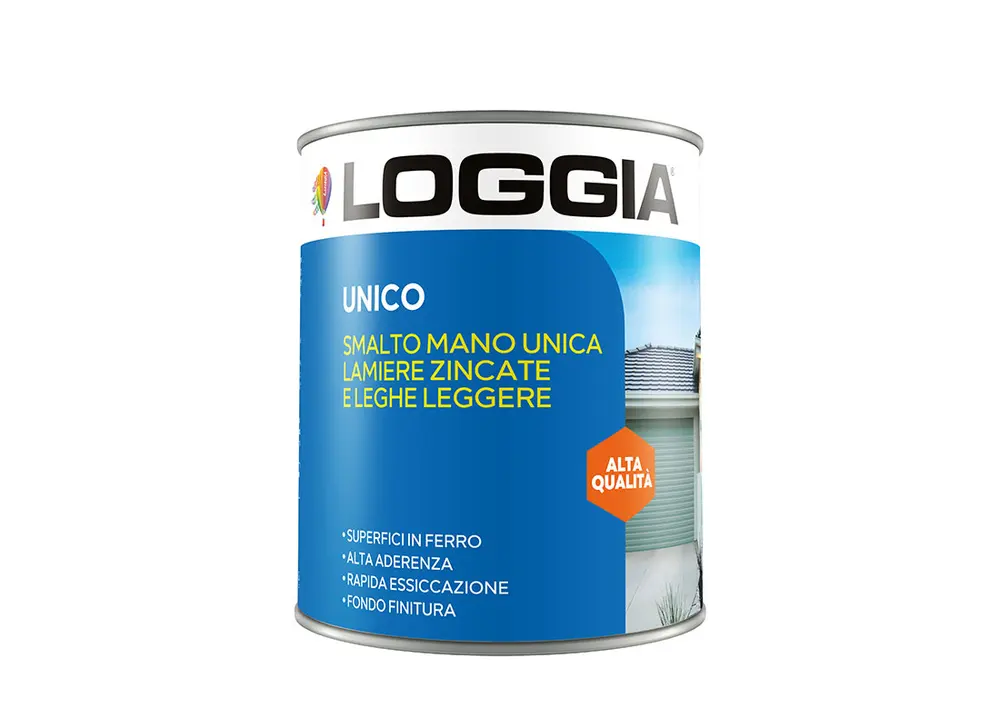 LOGGIA
UNICO
SMALTO MANO UNICA
LAMIERE ZINCATE
E LEGHE LEGGERE
ALTA
QUALITÀ
•SUPERFICI IN FERRO
•ALTA ADERENZA
•RAPIDA ESSICCAZIONE
•FONDO FINITURA